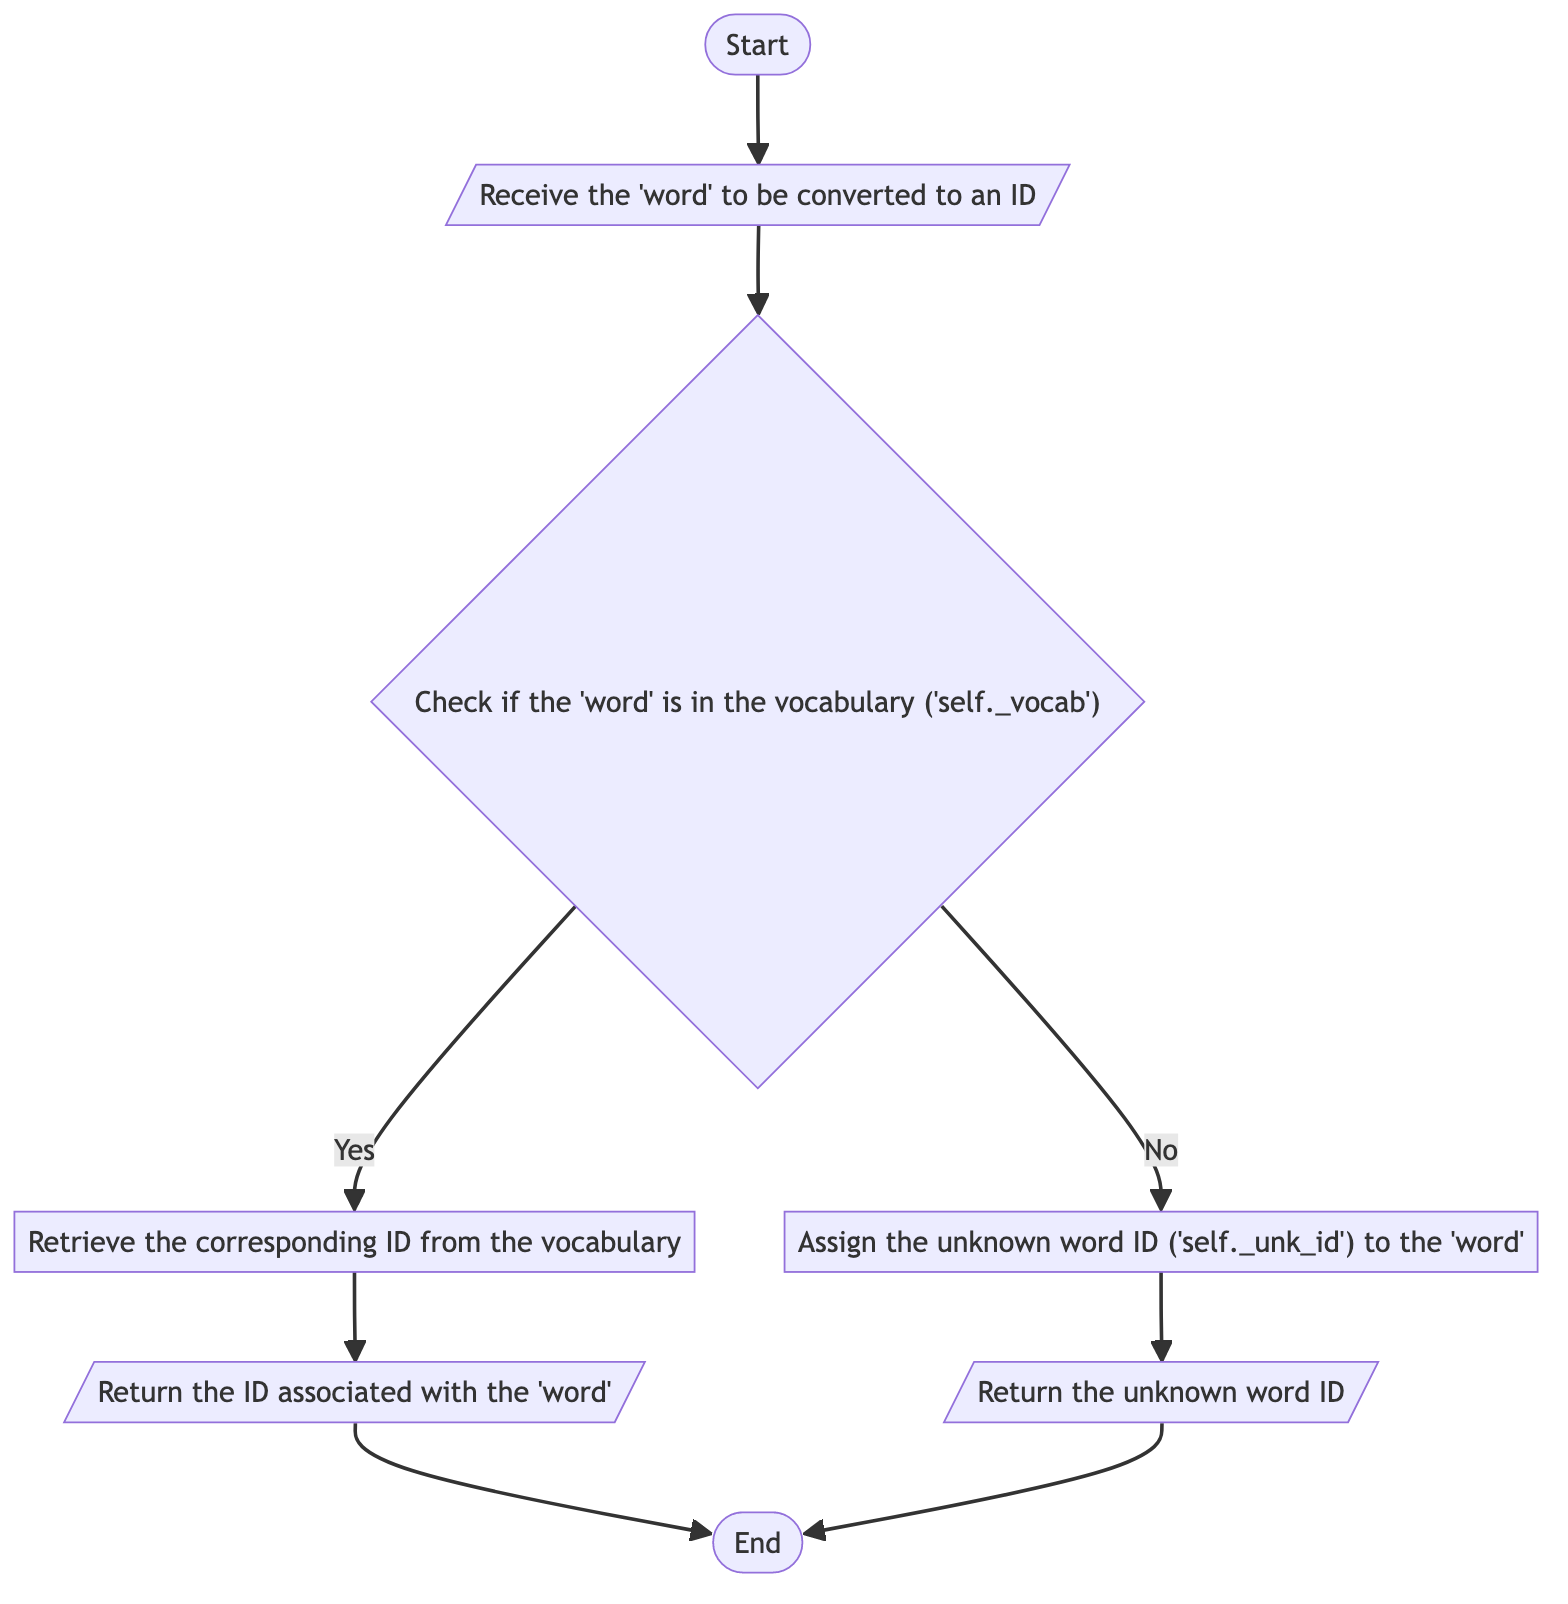 Start
Receive the 'word' to be converted to an ID
Check if the 'word' is in the vocabulary ('self._vocab')
Yes
No
Retrieve the corresponding ID from the vocabulary
Assign the unknown word ID ('self._unk_id') to the 'word'
Return the ID associated with the 'word'
Return the unknown word ID
End